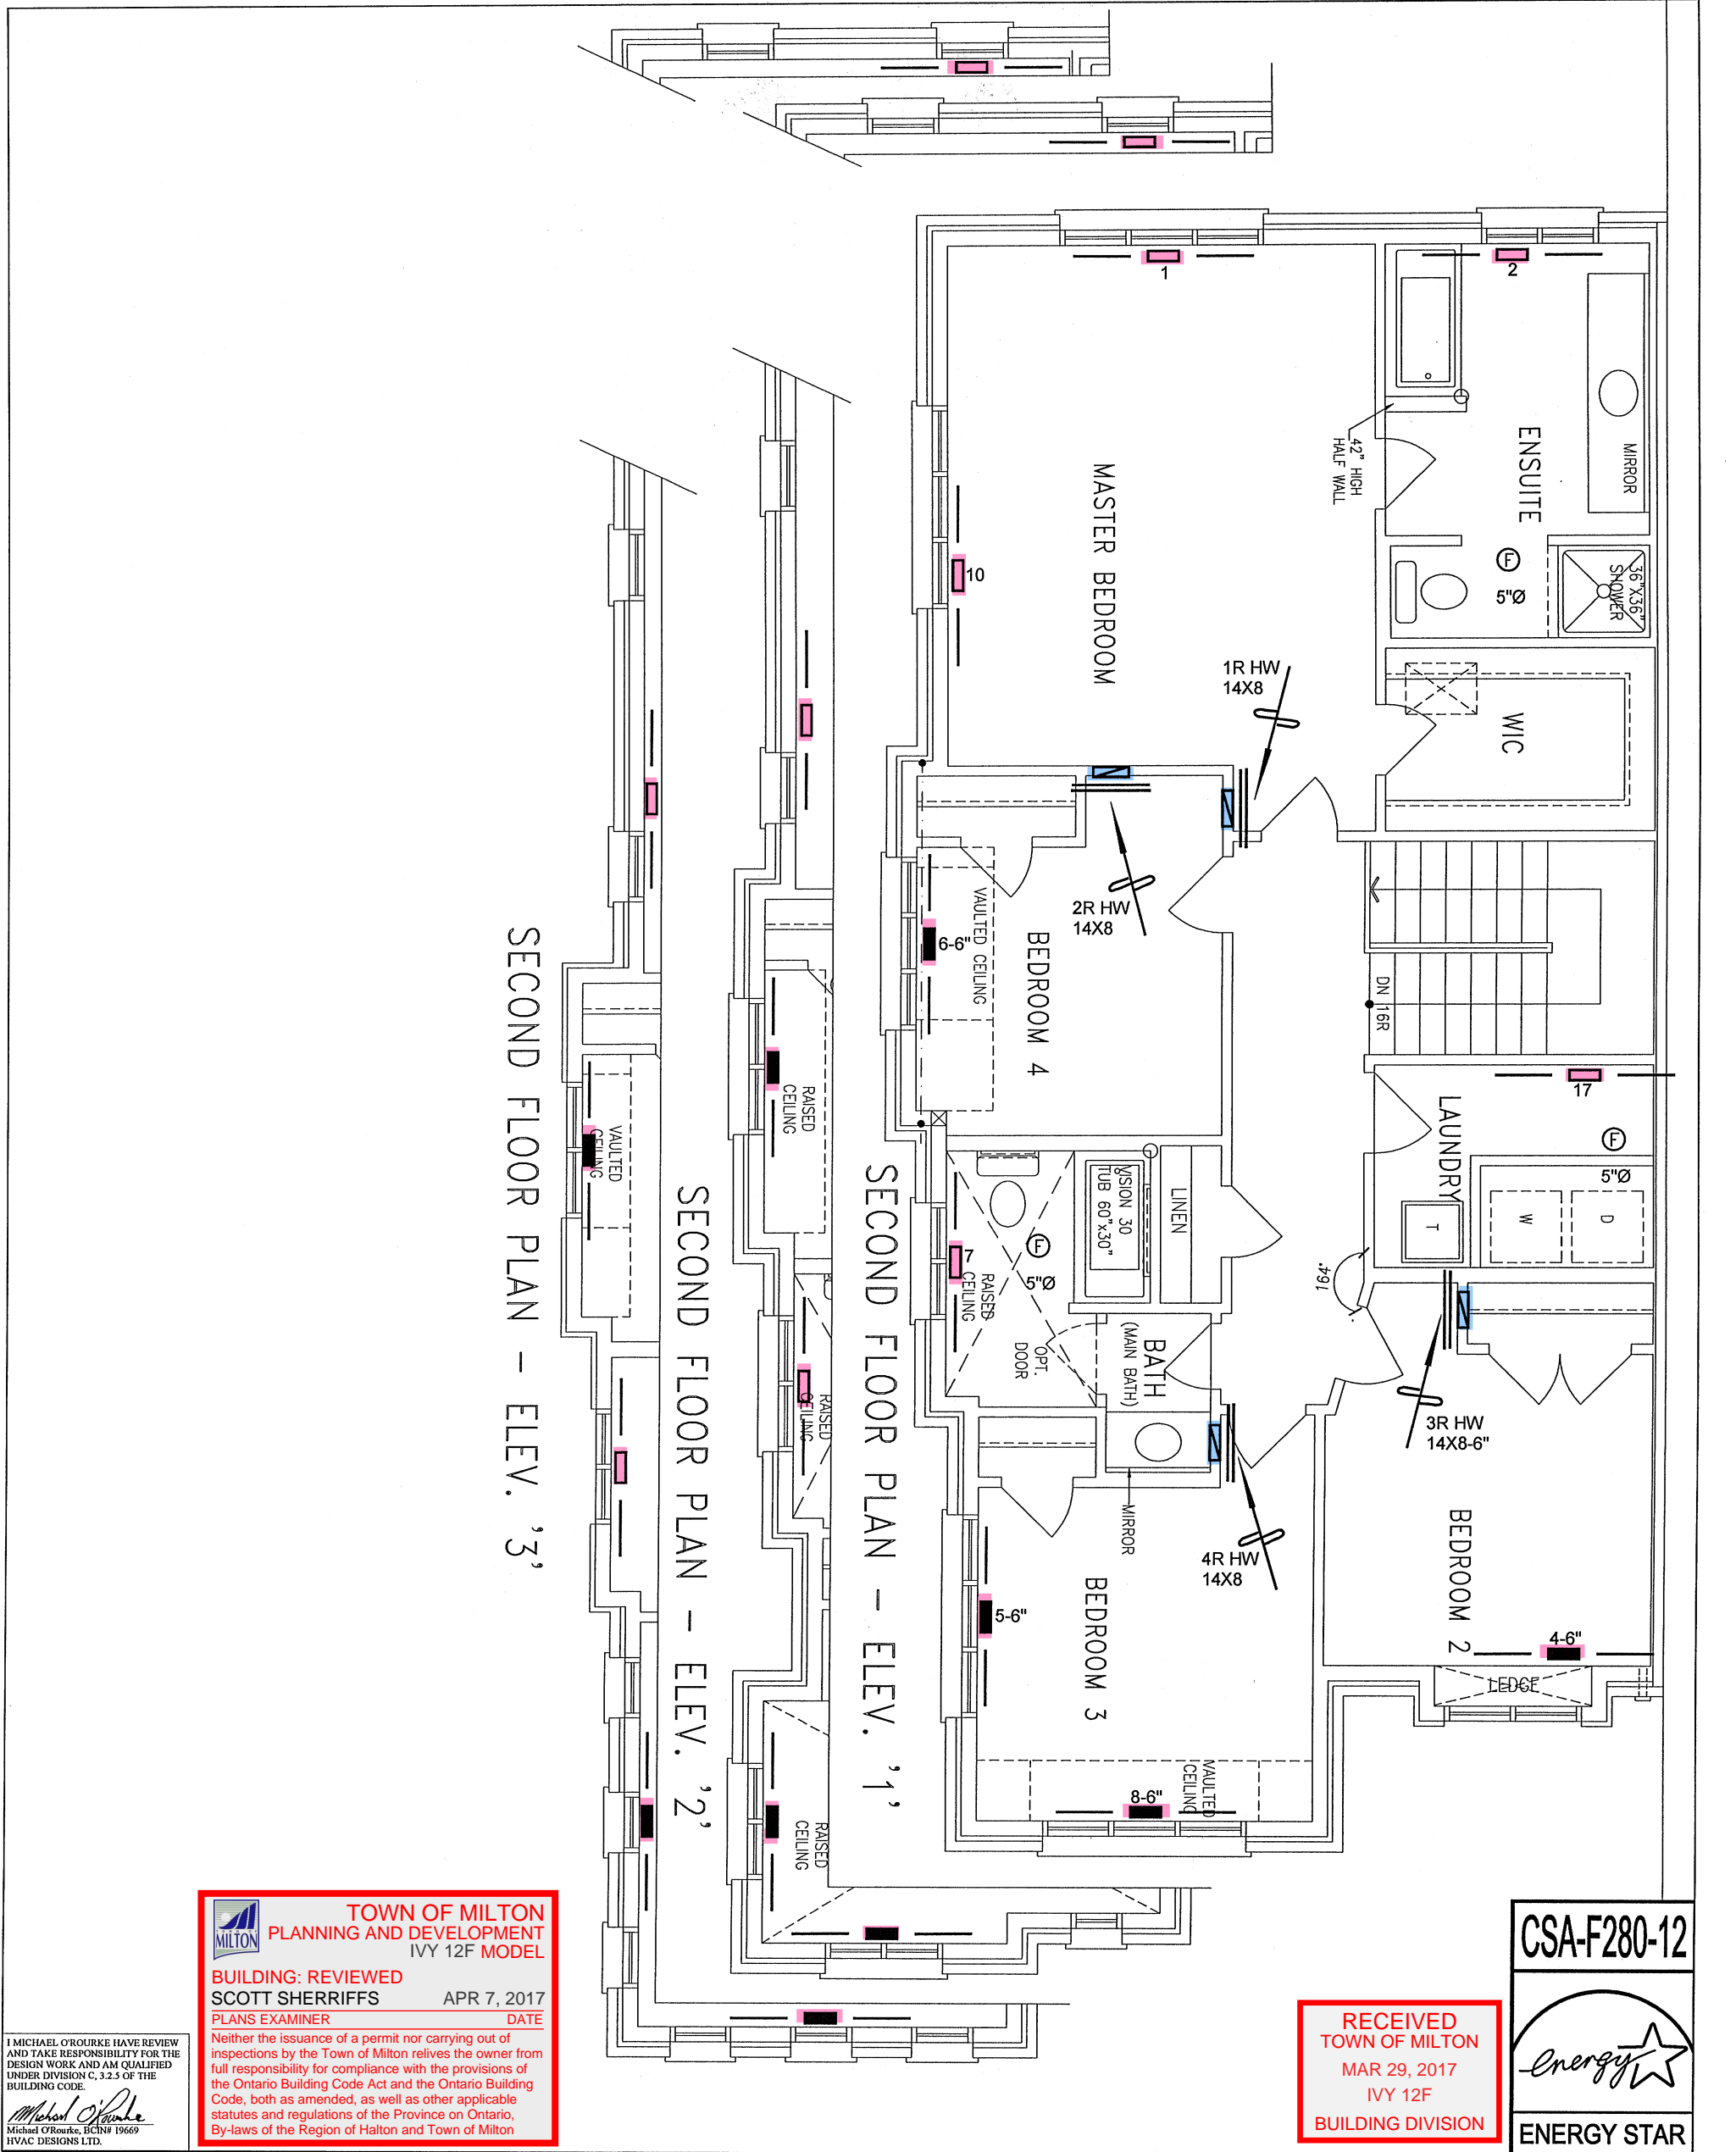 1
2
MIRROR
ENSUITE
42" HIGH
HALF WALL
Ⓕ
5"Ø
36"X36"
SHOWER
MASTER BEDROOM
10
1R HW
14X8
WIC
2R HW
14X8
VAULTED CEILING
6-6"
BEDROOM 4
DN 16R
17
LAUNDRY
Ⓕ
5"Ø
W
D
T
LINEN
VISION 30
TUB 60"x30"
Ⓕ
5"Ø
7
RAISED
CEILING
OPT.
DOOR
BATH
(MAIN BATH)
164°
3R HW
14X8-6"
MIRROR
4R HW
14X8
BEDROOM 2
4-6"
LEDGE
5-6"
BEDROOM 3
VAULTED
CEILING
8-6"
SECOND FLOOR PLAN - ELEV. '1'
RAISED
CEILING
RAISED
CEILING
RAISED
CEILING
SECOND FLOOR PLAN - ELEV. '2'
VAULTED
CEILING
SECOND FLOOR PLAN - ELEV. '3'
I MICHAEL O'ROURKE HAVE REVIEW
AND TAKE RESPONSIBILITY FOR THE
DESIGN WORK AND AM QUALIFIED
UNDER DIVISION C, 3.2.5 OF THE
BUILDING CODE.
Michael O'Rourke
Michael O'Rourke, BCIN# 19669
HVAC DESIGNS LTD.
TOWN OF MILTON
PLANNING AND DEVELOPMENT
IVY 12F MODEL
MILTON
BUILDING: REVIEWED
SCOTT SHERRIFFS APR 7, 2017
PLANS EXAMINER DATE
Neither the issuance of a permit nor carrying out of
inspections by the Town of Milton relives the owner from
full responsibility for compliance with the provisions of
the Ontario Building Code Act and the Ontario Building
Code, both as amended, as well as other applicable
statutes and regulations of the Province on Ontario,
By-laws of the Region of Halton and Town of Milton
RECEIVED
TOWN OF MILTON
MAR 29, 2017
IVY 12F
BUILDING DIVISION
CSA-F280-12
energy
ENERGY STAR